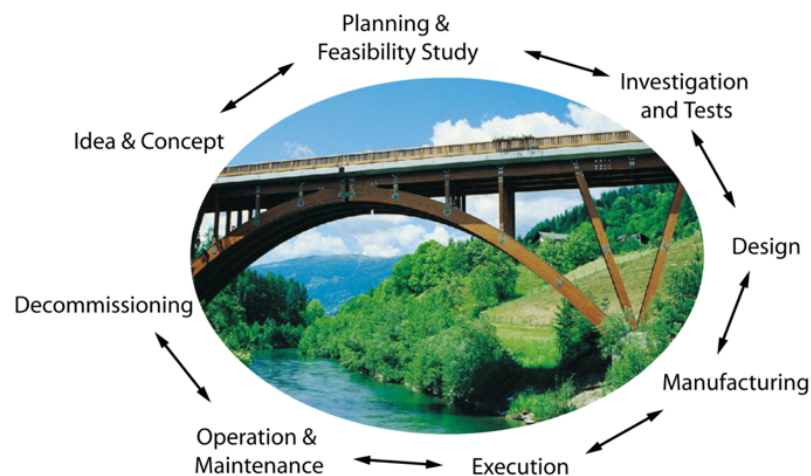 Planning &
Feasibility Study
Investigation
and Tests
Idea & Concept
Design
Decommissioning
Manufacturing
Operation &
Maintenance
Execution